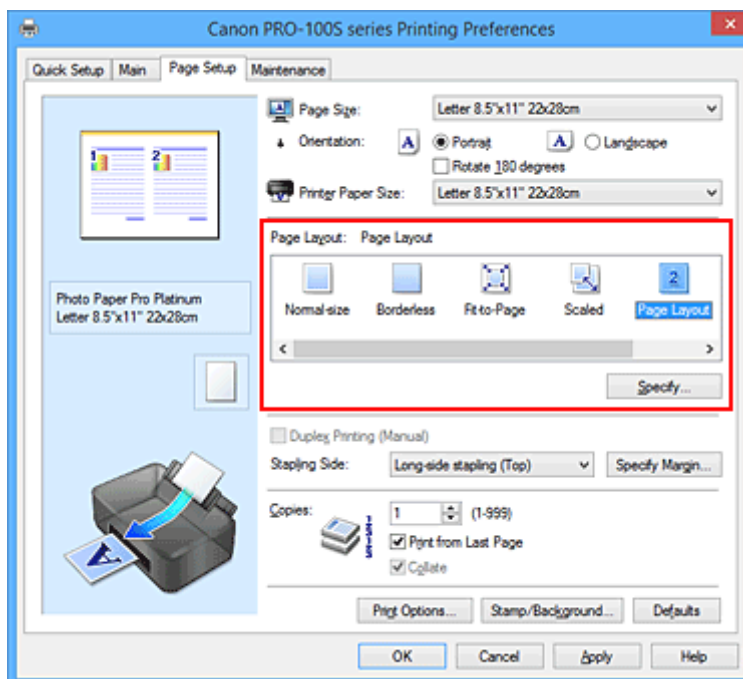 Canon PRO-100S series Printing Preferences
Quick Setup Main Page Setup Maintenance
1 2
Photo Paper Pro Platinum
Letter 8.5"x11" 22x28cm
Page Size: Letter 8.5"x11" 22x28cm
Orientation: A Portrait A Landscape
Rotate 180 degrees
Printer Paper Size: Letter 8.5"x11" 22x28cm
Page Layout: Page Layout
2
Normal-size Borderless Fit-to-Page Scaled Page Layout
Specify...
Duplex Printing (Manual)
Stapling Side: Long-side stapling (Top) Specify Margin...
Copies: 1 (1-999)
Print from Last Page
Collate
A
Print Options... Stamp/Background... Defaults
OK Cancel Apply Help